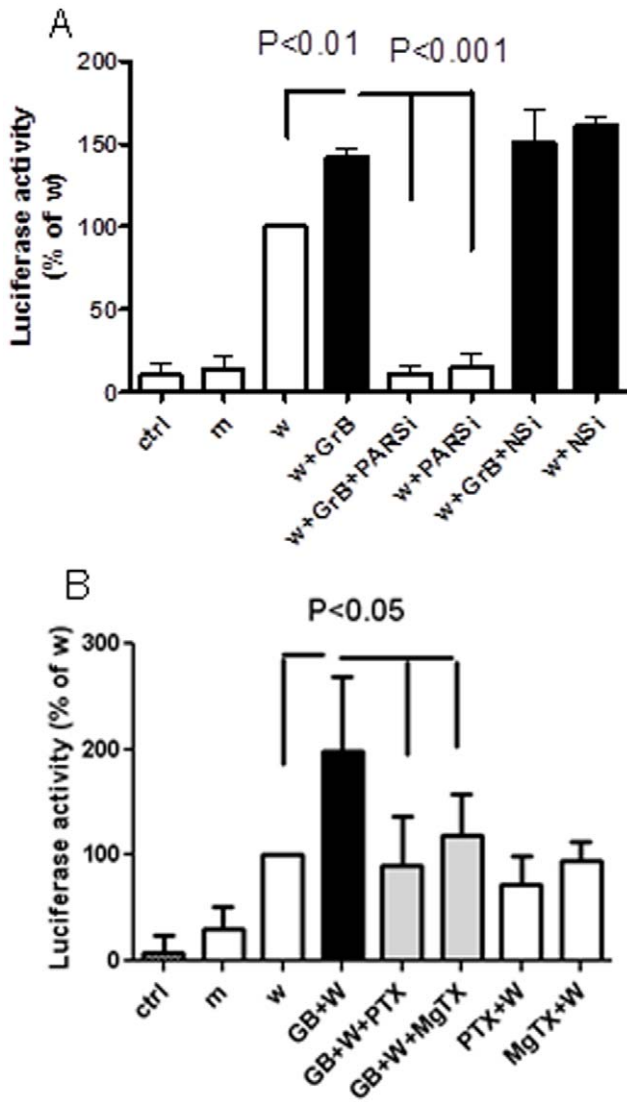 A
P<0.01
P<0.001
Luciferase activity
(% of w)
200
150
100
50
0
ctrl
m
w
w+GrB
w+GrB+PARSi
w+PARSi
w+GrB+NSi
w+NSi
B
P<0.05
Luciferase activity (% of w)
300
200
100
0
ctrl
m
w
GB+W
GB+W+PTX
GB+W+MgTX
PTX+W
MgTX+W